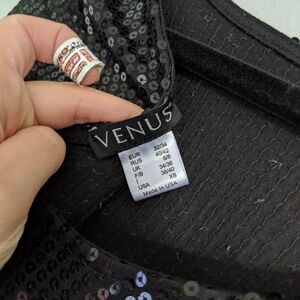 VENUS
EUR 32/34
RUS 40/42
UK 6/8
F/B 34/36
I 38/40
USA XS
Made in USA